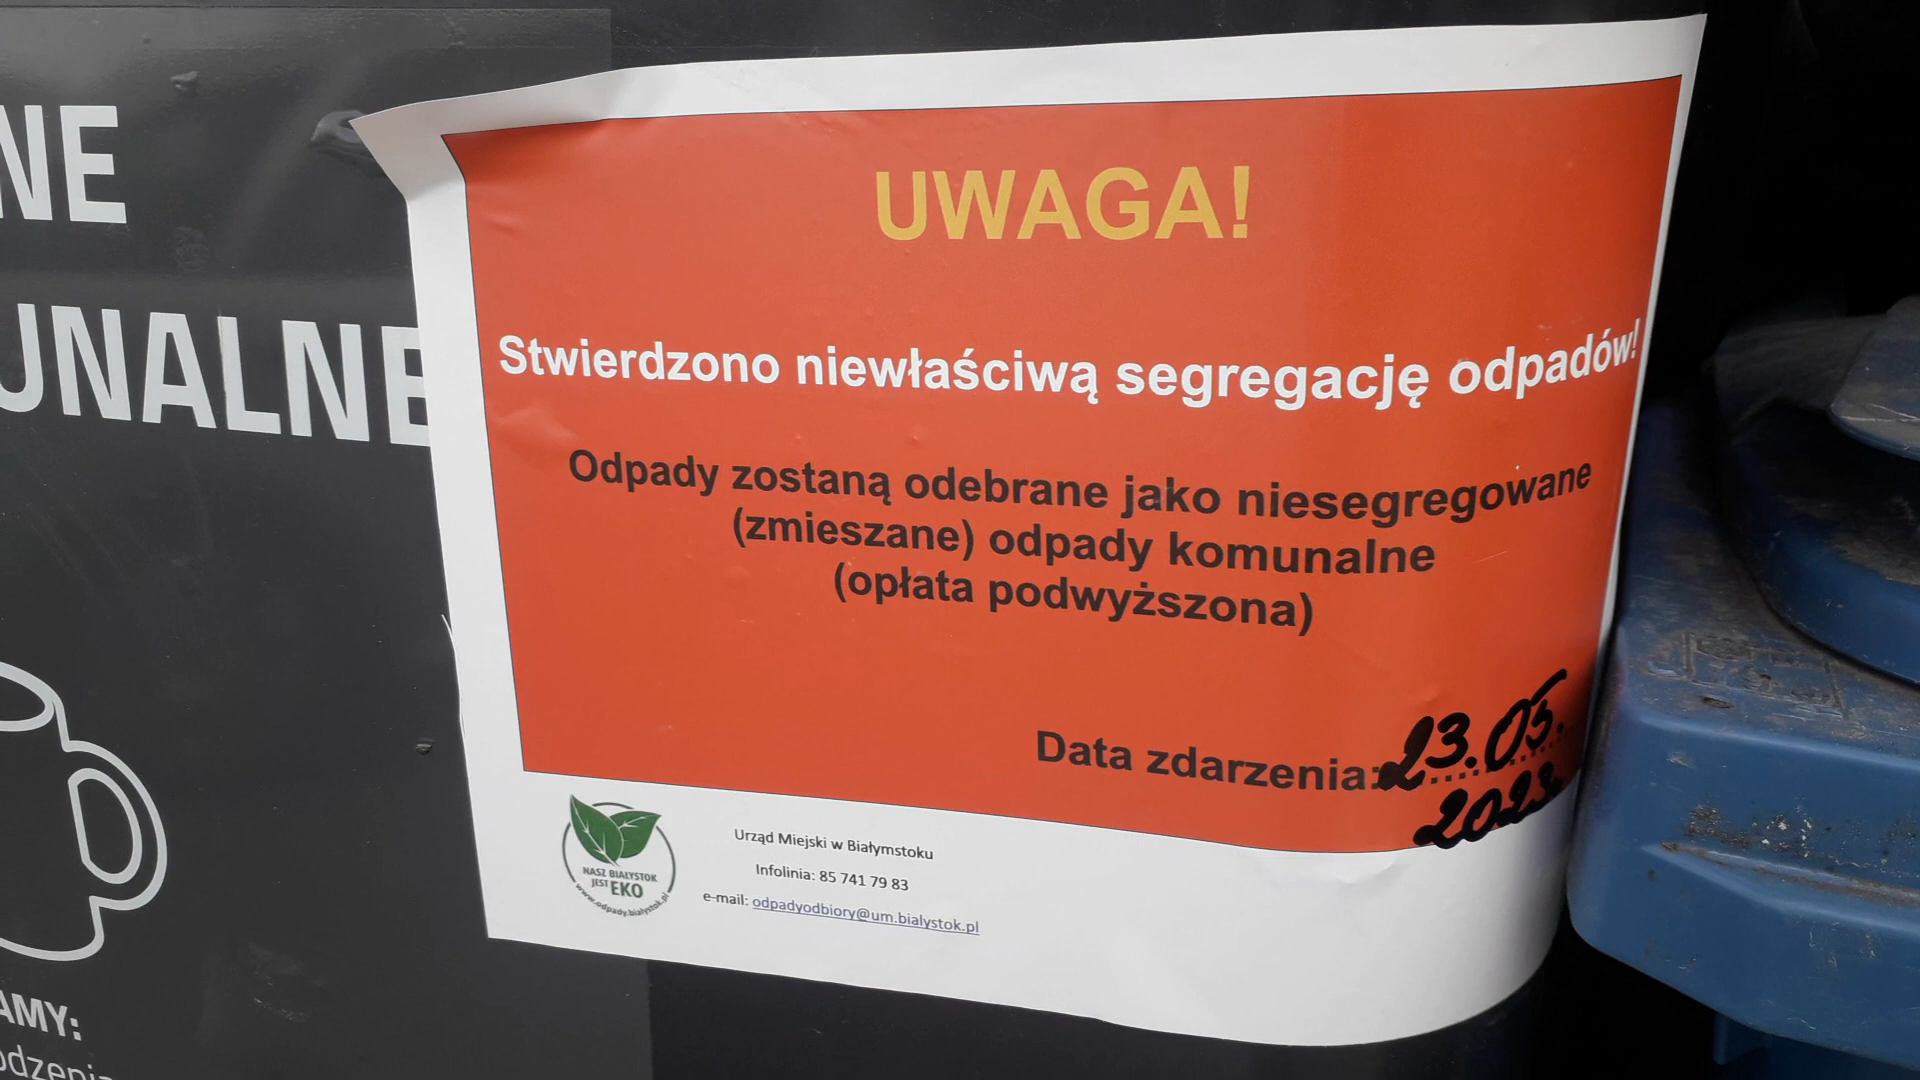 NE
UNALNE
AMY:
UWAGA!
Stwierdzono niewłaściwą segregację odpadów!
Odpady zostaną odebrane jako niesegregowane
(zmieszane) odpady komunalne
(opłata podwyższona)
Data zdarzenia: 23.05.
2023.
NASZ BIAŁYSTOK
JEST EKO
www.odpady.bialystok.pl
Urząd Miejski w Białymstoku
Infolinia: 85 741 79 83
e-mail: odpadyodbiory@um.bialystok.pl